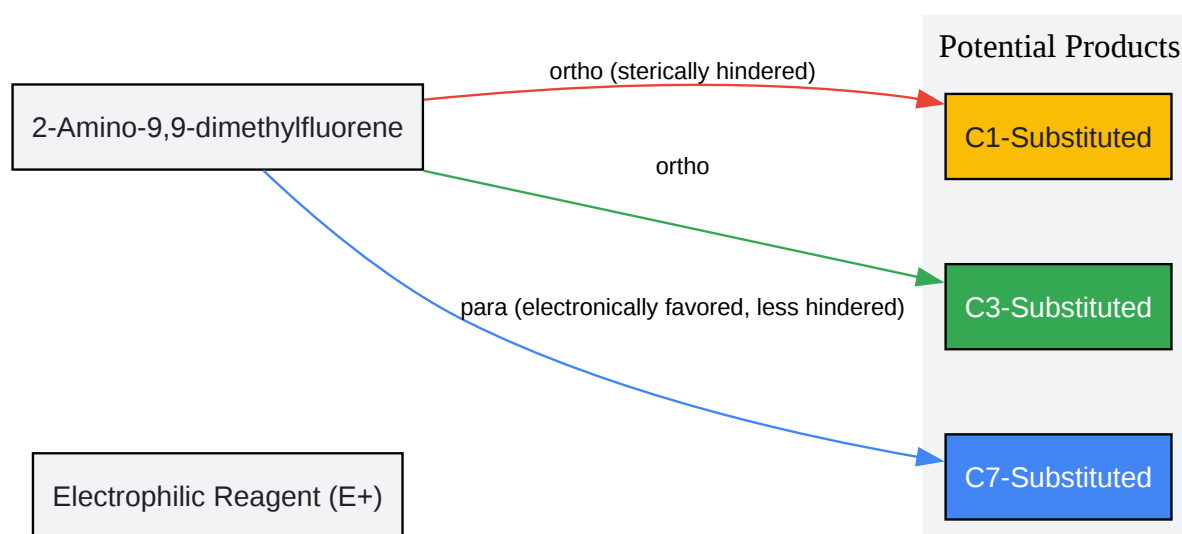 Potential Products
ortho (sterically hindered)
2-Amino-9,9-dimethylfluorene
C1-Substituted
ortho
C3-Substituted
para (electronically favored, less hindered)
C7-Substituted
Electrophilic Reagent (E+)